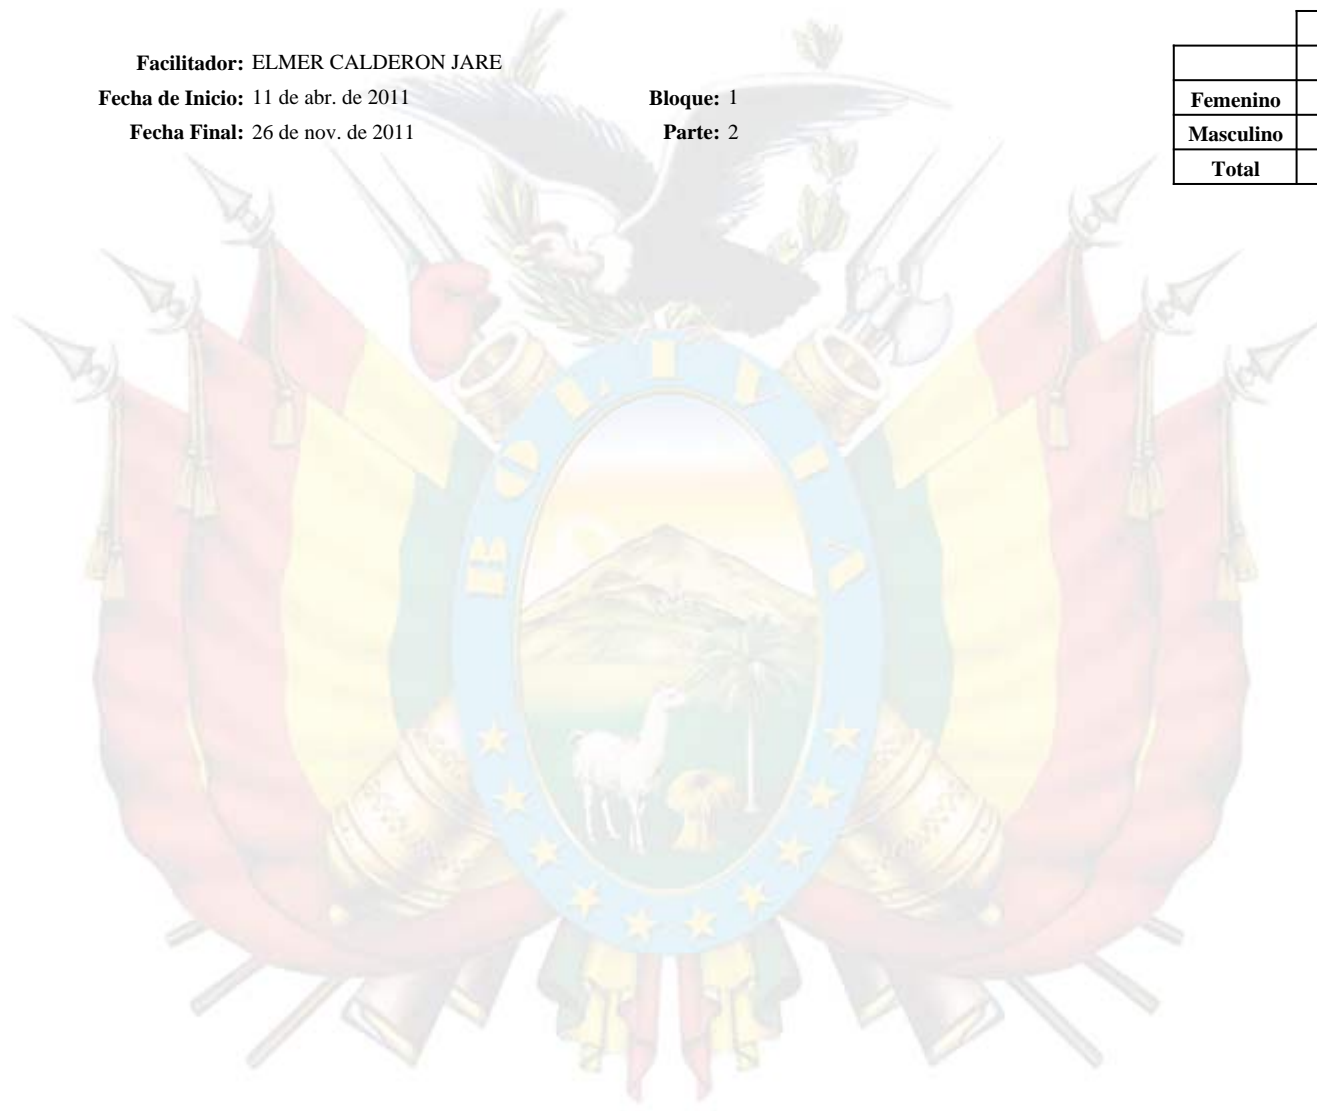 Facilitador: ELMER CALDERON JARE
Fecha de Inicio: 11 de abr. de 2011 Bloque: 1
Fecha Final: 26 de nov. de 2011 Parte: 2
Femenino
Masculino
Total
BOLIVIA